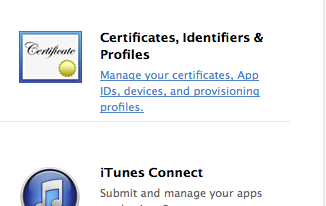 Certificate
Certificates, Identifiers &
Profiles
Manage your certificates, App
IDs, devices, and provisioning
profiles.
iTunes Connect
Submit and manage your apps